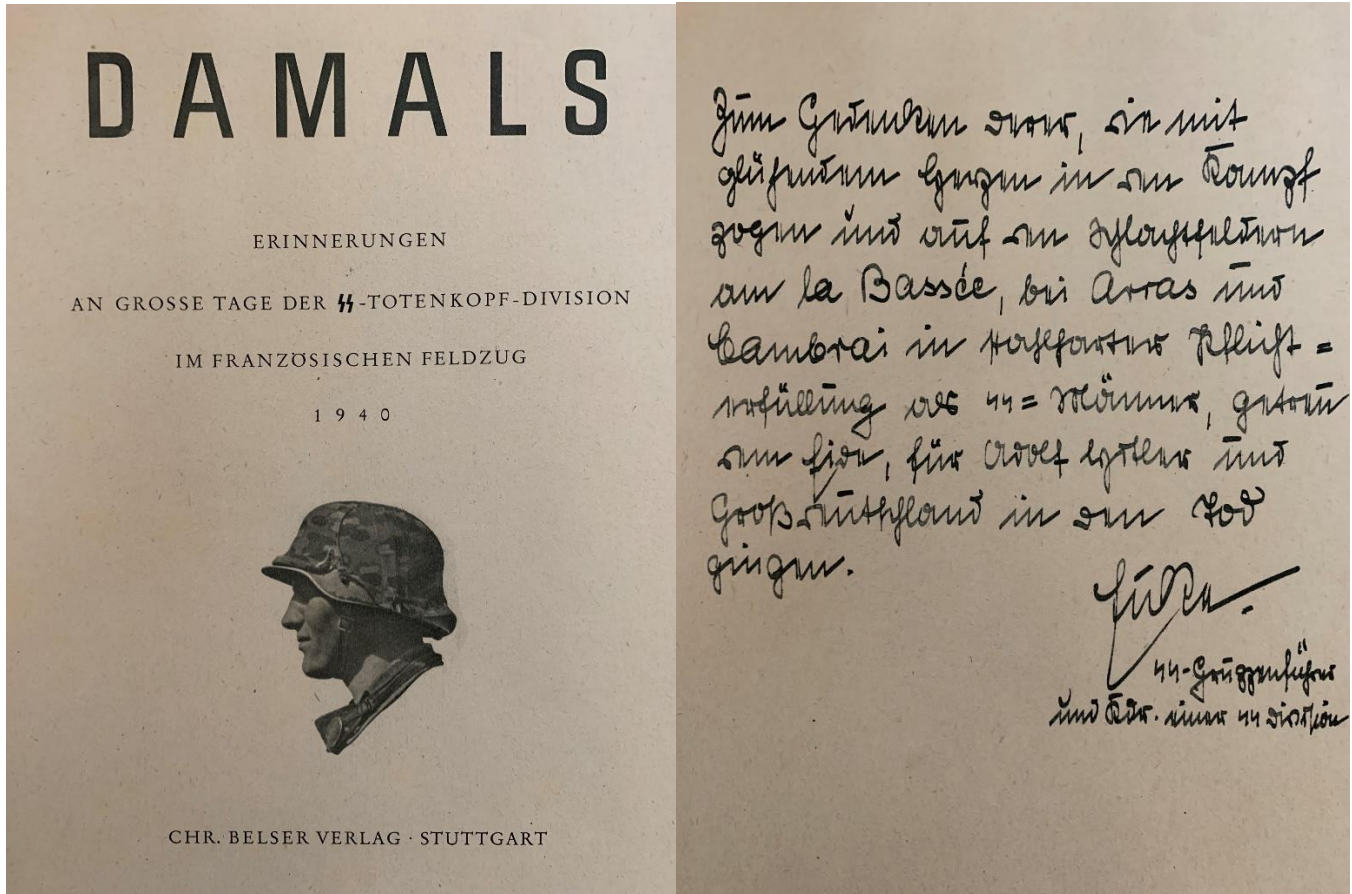 DAMALS
ERINNERUNGEN
AN GROSSE TAGE DER SS-TOTENKOPF-DIVISION
IM FRANZÖSISCHEN FELDZUG
1940
CHR. BELSER VERLAG · STUTTGART
Zum Gedenken derer, die mit
glühendem Herzen in den Kampf
zogen und auf den Schlachtfeldern
am la Bassée, bei Arras und
Cambrai in stahlharter Pflicht=
erfüllung als SS=Männer, getreu
dem Eide, für Adolf Hitler und
Großdeutschland in den Tod
gingen.
Eicke.
SS-Gruppenführer
und Kdr. einer SS Division